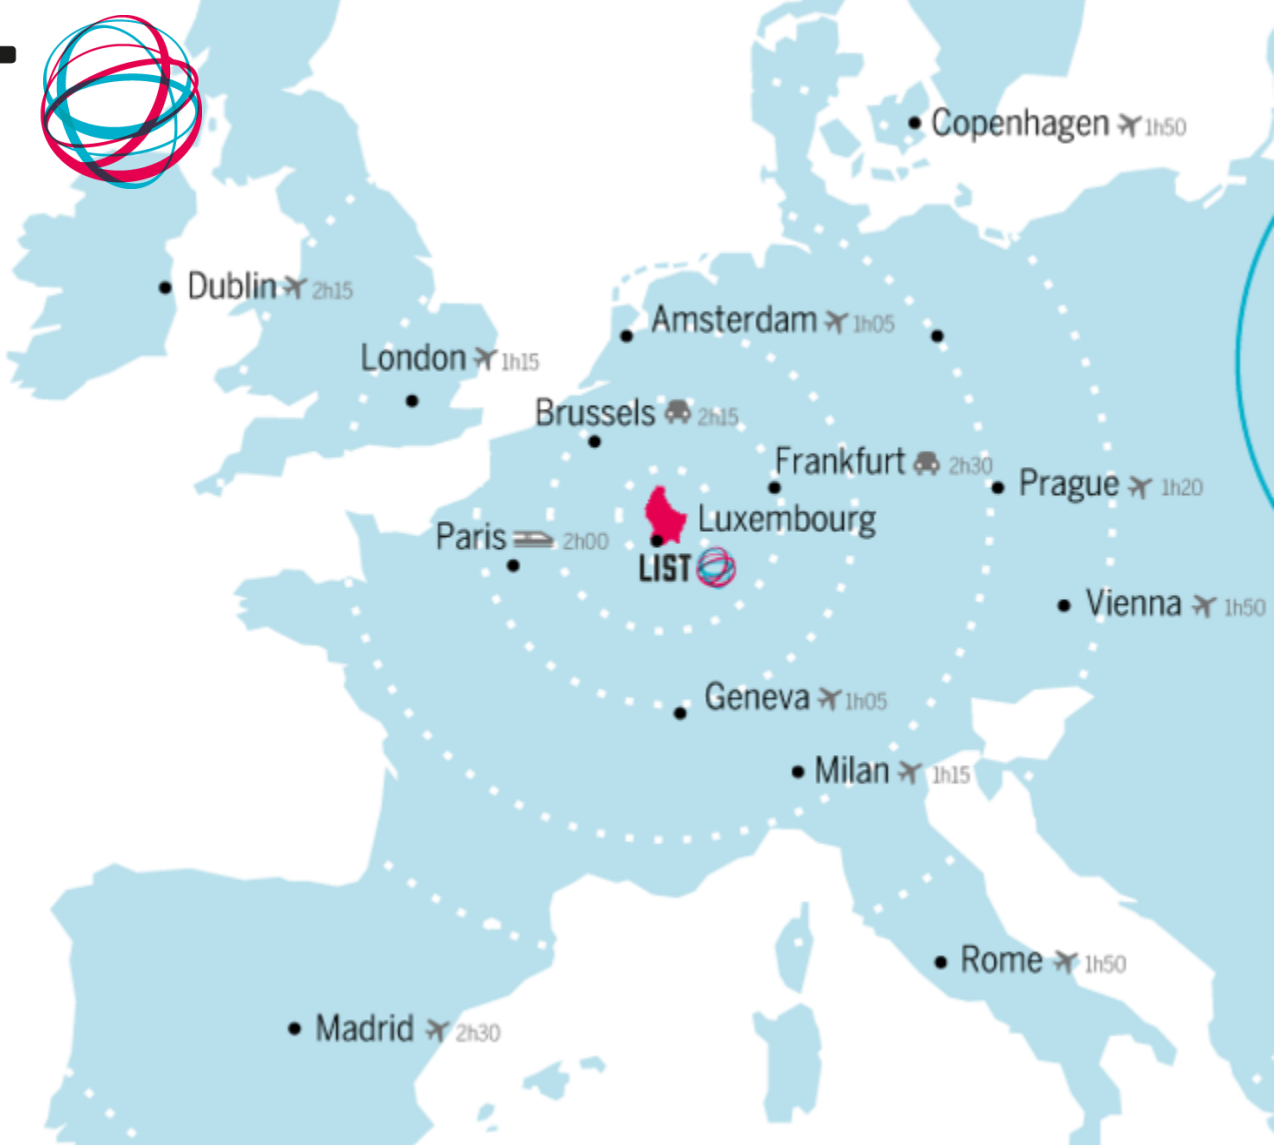 Copenhagen 1h50
Dublin 2h15
Amsterdam 1h05
London 1h15
Brussels 2h15
Frankfurt 2h30
Prague 1h20
Luxembourg
Paris 2h00
LIST
Vienna 1h50
Geneva 1h05
Milan 1h15
Rome 1h50
Madrid 2h30